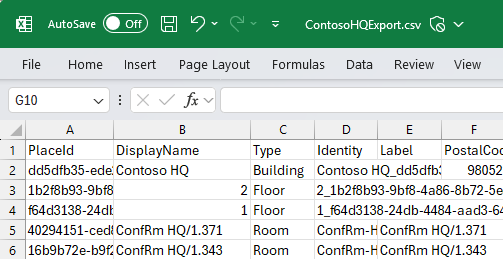 AutoSave Off ContosoHQExport.csv
File Home Insert Page Layout Formulas Data Review View
G10 fx
A B C D E F
1 PlaceId DisplayName Type Identity Label PostalCod
2 dd5dfb35-ede Contoso HQ Building Contoso HQ_dd5dfb3 98052
3 1b2f8b93-9bf8 2 Floor 2_1b2f8b93-9bf8-4a86-8b72-5e
4 f64d3138-24db 1 Floor 1_f64d3138-24db-4484-aad3-64
5 40294151-ced8 ConfRm HQ/1.371 Room ConfRm-H ConfRm HQ/1.371
6 16b9b72e-b9f2 ConfRm HQ/1.343 Room ConfRm-H ConfRm HQ/1.343